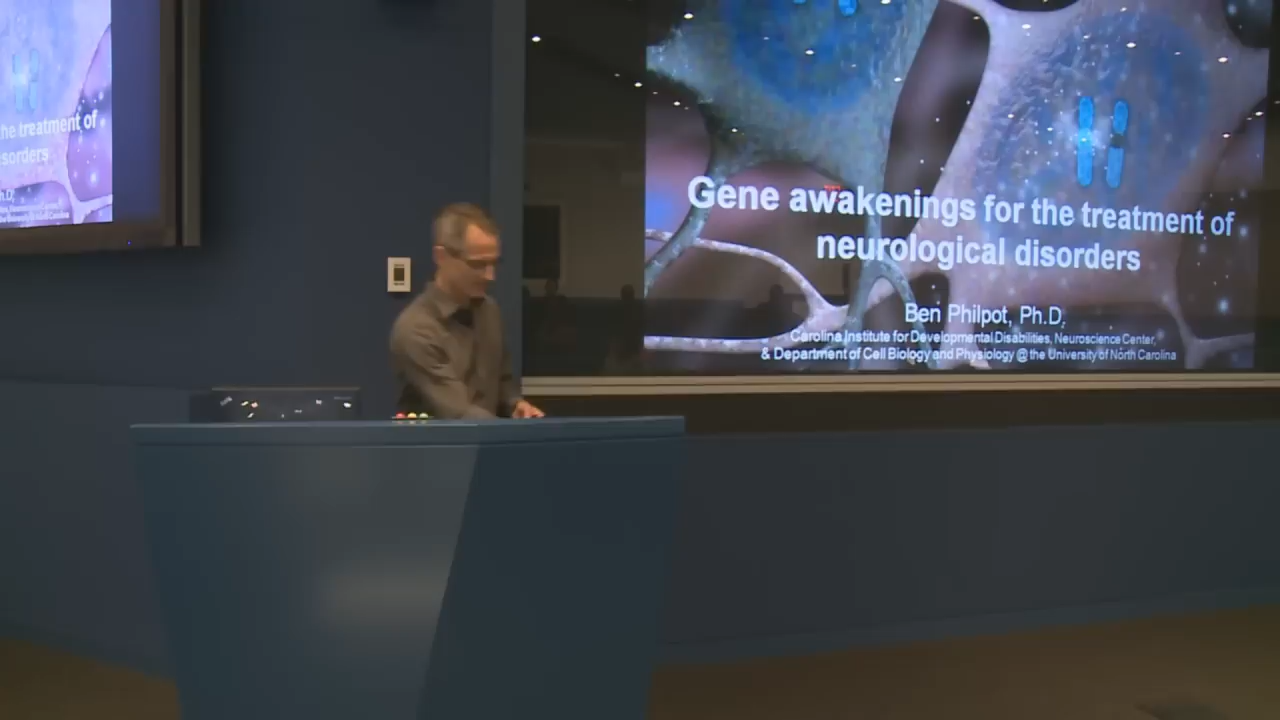 he treatment of
sorders
h.D.
Gene awakenings for the treatment of
neurological disorders
Ben Philpot, Ph.D.
Carolina Institute for Developmental Disabilities, Neuroscience Center,
& Department of Cell Biology and Physiology @ the University of North Carolina